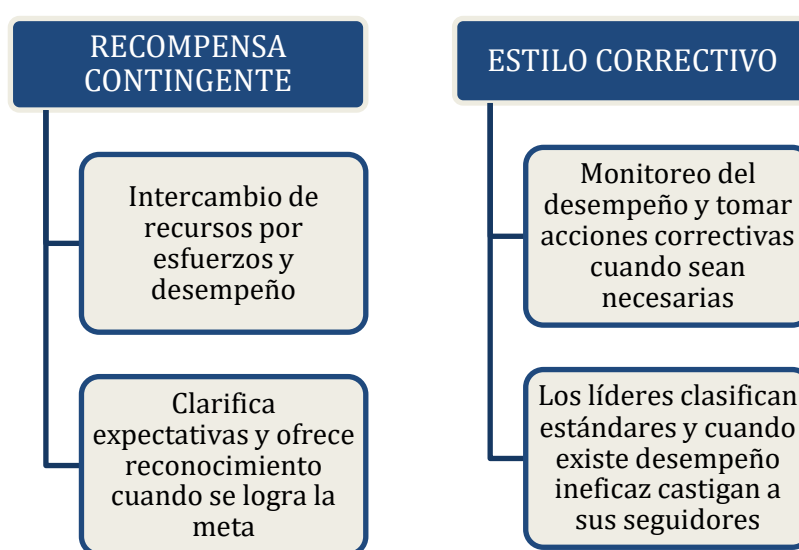 RECOMPENSA
CONTINGENTE
Intercambio de
recursos por
esfuerzos y
desempeño
Clarifica
expectativas y ofrece
reconocimiento
cuando se logra la
meta
ESTILO CORRECTIVO
Monitoreo del
desempeño y tomar
acciones correctivas
cuando sean
necesarias
Los líderes clasifican
estándares y cuando
existe desempeño
ineficaz castigan a
sus seguidores